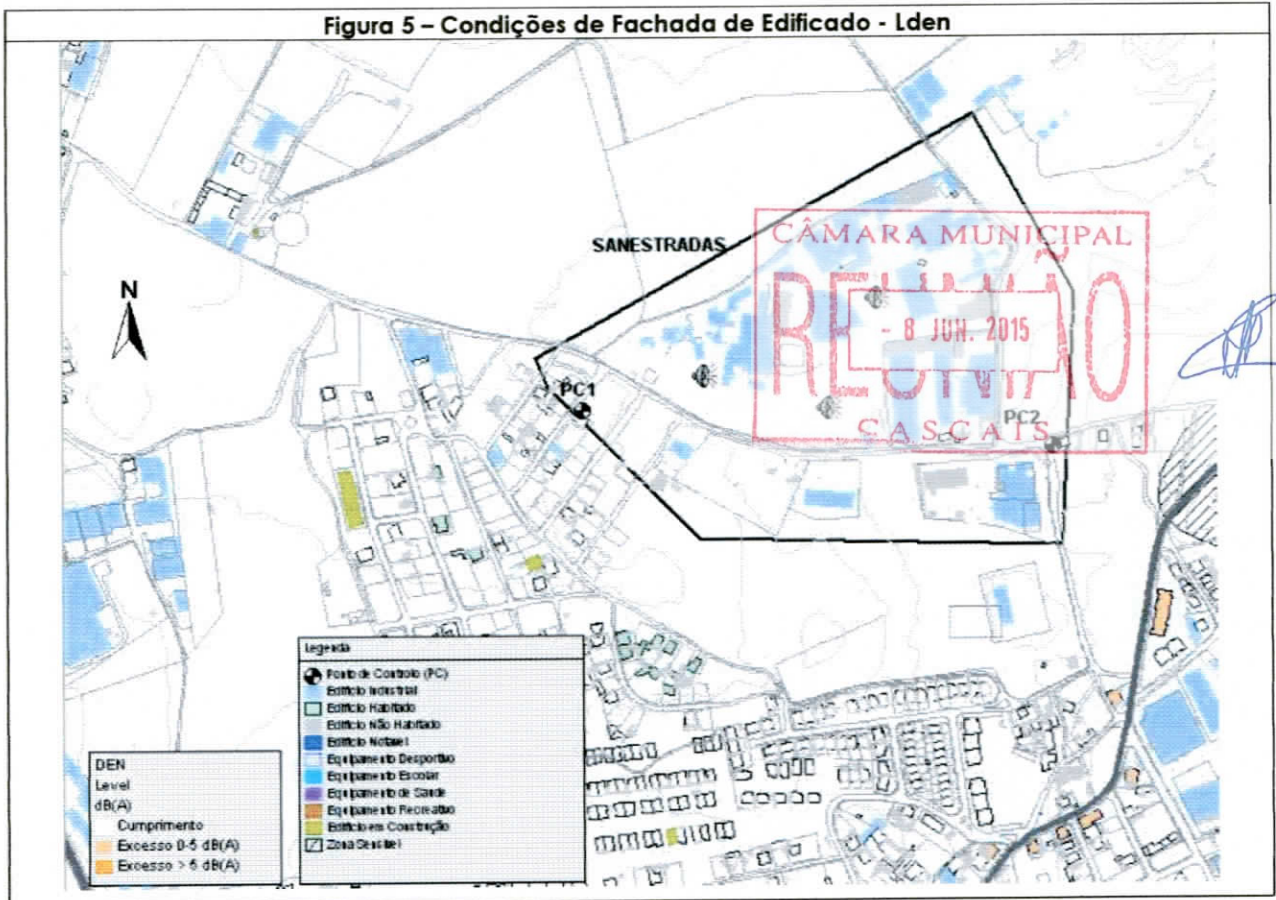 Figura 5 – Condições de Fachada de Edificado - Lden
SANESTRADAS
CÂMARA MUNICIPAL
REUNIÃO
- 8 JUN. 2015
CASCAIS
N
PC1
PC2
Legenda
Ponto de Controlo (PC)
Edifício Industrial
Edifício Habitado
Edifício Não Habitado
Edifício Notável
Equipamento Desportivo
Equipamento Escolar
Equipamento de Saúde
Equipamento Recreativo
Edifício em Construção
Zona Sensível
DEN
Level
dB(A)
Cumprimento
Excesso 0-5 dB(A)
Excesso > 5 dB(A)